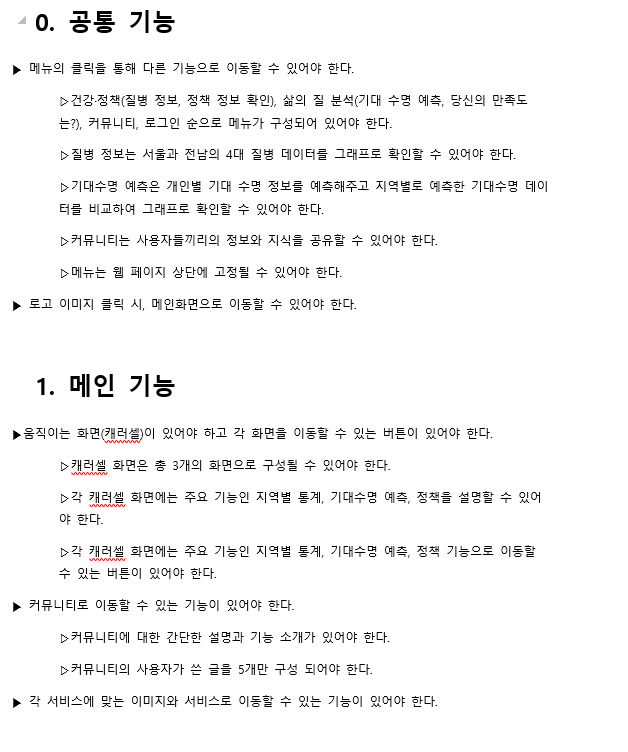 0. 공통 기능
▶ 메뉴의 클릭을 통해 다른 기능으로 이동할 수 있어야 한다.
▷건강·정책(질병 정보, 정책 정보 확인), 삶의 질 분석(기대 수명 예측, 당신의 만족도
는?), 커뮤니티, 로그인 순으로 메뉴가 구성되어 있어야 한다.
▷질병 정보는 서울과 전남의 4대 질병 데이터를 그래프로 확인할 수 있어야 한다.
▷기대수명 예측은 개인별 기대 수명 정보를 예측해주고 지역별로 예측한 기대수명 데이
터를 비교하여 그래프로 확인할 수 있어야 한다.
▷커뮤니티는 사용자들끼리의 정보와 지식을 공유할 수 있어야 한다.
▷메뉴는 웹 페이지 상단에 고정될 수 있어야 한다.
▶ 로고 이미지 클릭 시, 메인화면으로 이동할 수 있어야 한다.
1. 메인 기능
▶움직이는 화면(캐러셀)이 있어야 하고 각 화면을 이동할 수 있는 버튼이 있어야 한다.
▷캐러셀 화면은 총 3개의 화면으로 구성될 수 있어야 한다.
▷각 캐러셀 화면에는 주요 기능인 지역별 통계, 기대수명 예측, 정책을 설명할 수 있어
야 한다.
▷각 캐러셀 화면에는 주요 기능인 지역별 통계, 기대수명 예측, 정책 기능으로 이동할
수 있는 버튼이 있어야 한다.
▶ 커뮤니티로 이동할 수 있는 기능이 있어야 한다.
▷커뮤니티에 대한 간단한 설명과 기능 소개가 있어야 한다.
▷커뮤니티의 사용자가 쓴 글을 5개만 구성 되어야 한다.
▶ 각 서비스에 맞는 이미지와 서비스로 이동할 수 있는 기능이 있어야 한다.